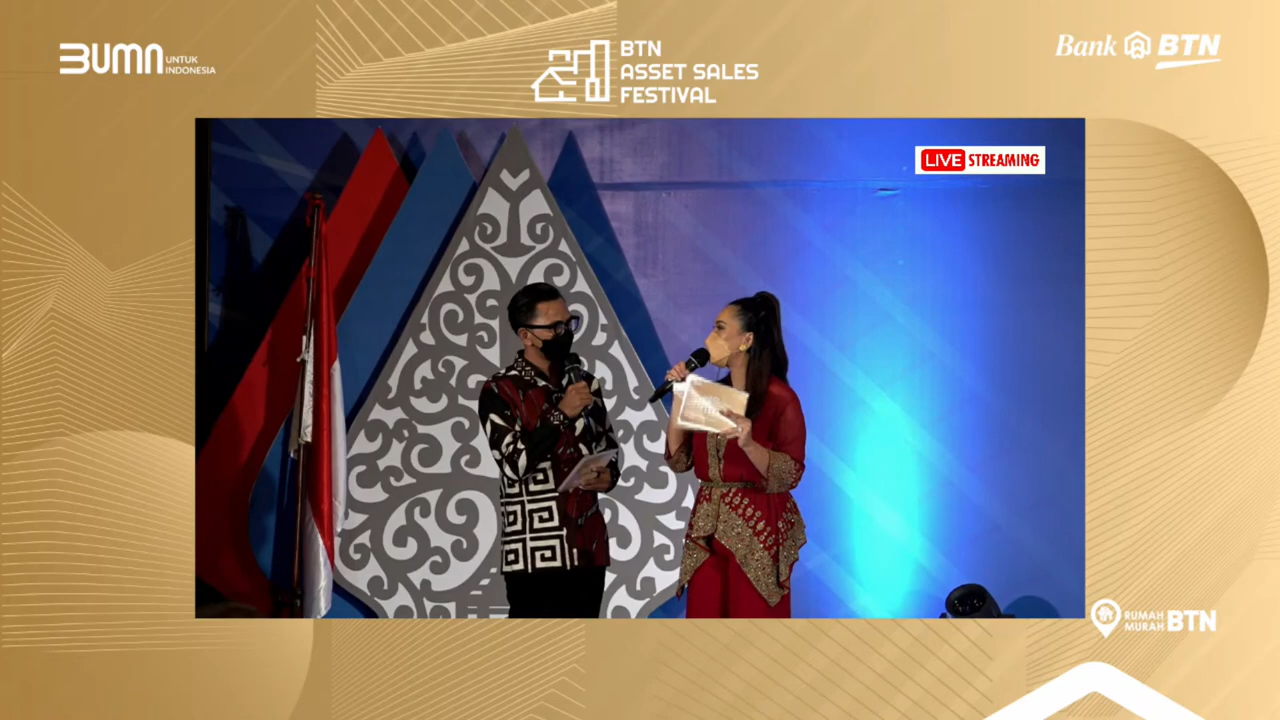 BUMN
UNTUK
INDONESIA
BTN
ASSET SALES
FESTIVAL
Bank BTN
LIVE STREAMING
RUMAH
MURAH BTN